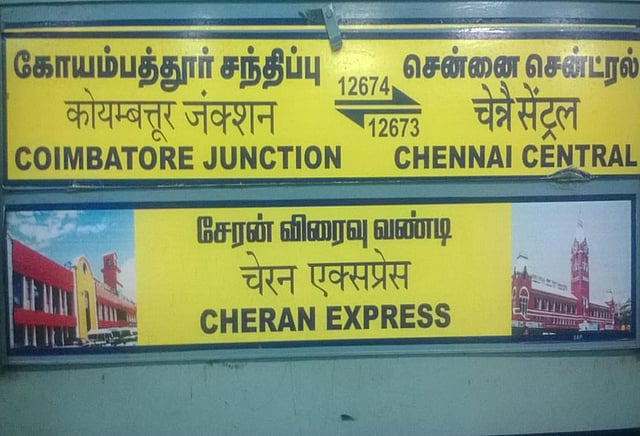 கோயம்பத்தூர் சந்திப்பு
कोयम्बत्तूर जंक्शन
COIMBATORE JUNCTION
12674
12673
சென்னை சென்ட்ரல்
चेन्नै सेंट्रल
CHENNAI CENTRAL
சேரன் விரைவு வண்டி
चेरन एक्सप्रेस
CHERAN EXPRESS